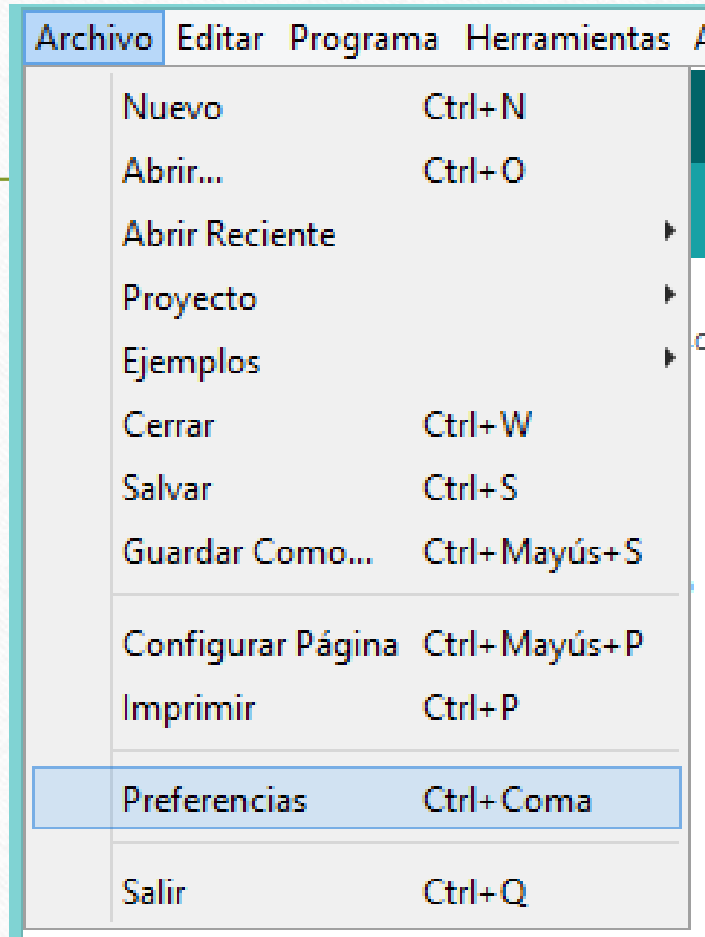 Archivo Editar Programa Herramientas A
Nuevo Ctrl+N
Abrir... Ctrl+O
Abrir Reciente
Proyecto
Ejemplos
Cerrar Ctrl+W
Salvar Ctrl+S
Guardar Como... Ctrl+Mayús+S
Configurar Página Ctrl+Mayús+P
Imprimir Ctrl+P
Preferencias Ctrl+Coma
Salir Ctrl+Q